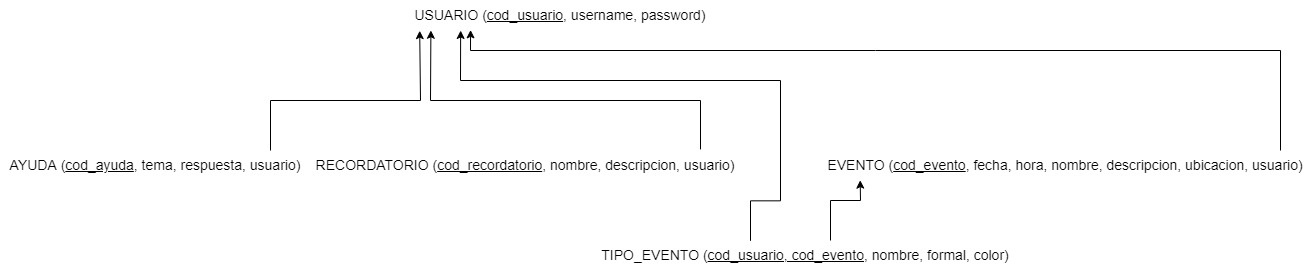 USUARIO (cod_usuario, username, password)
AYUDA (cod_ayuda, tema, respuesta, usuario)
RECORDATORIO (cod_recordatorio, nombre, descripcion, usuario)
EVENTO (cod_evento, fecha, hora, nombre, descripcion, ubicacion, usuario)
TIPO_EVENTO (cod_usuario, cod_evento, nombre, formal, color)